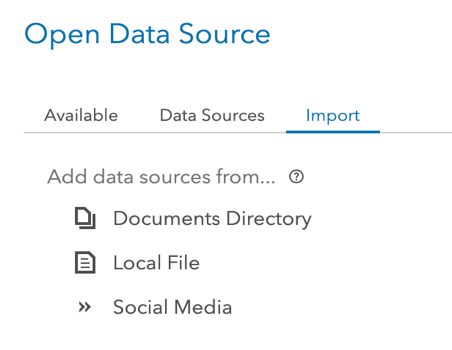 Open Data Source
Available Data Sources Import
Add data sources from...
Documents Directory
Local File
Social Media